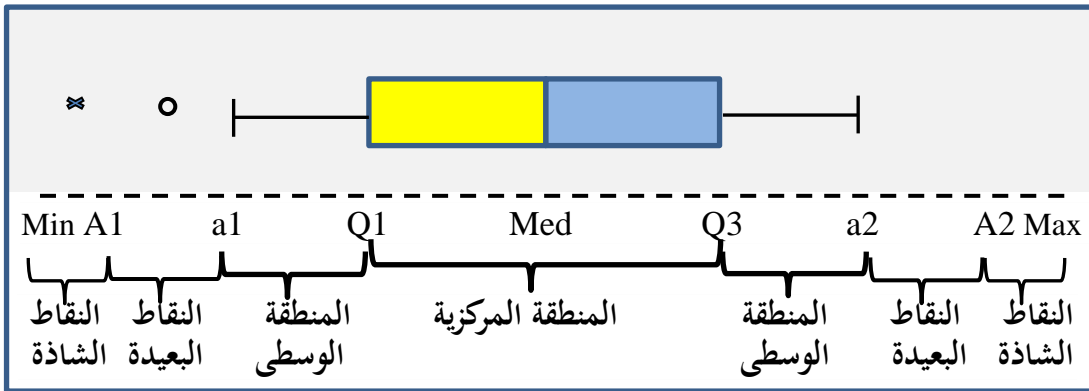 Min A1 a1 Q1 Med Q3 a2 A2 Max
النقاط الشاذة
النقاط البعيدة
المنطقة الوسطى
المنطقة المركزية
المنطقة الوسطى
النقاط البعيدة
النقاط الشاذة